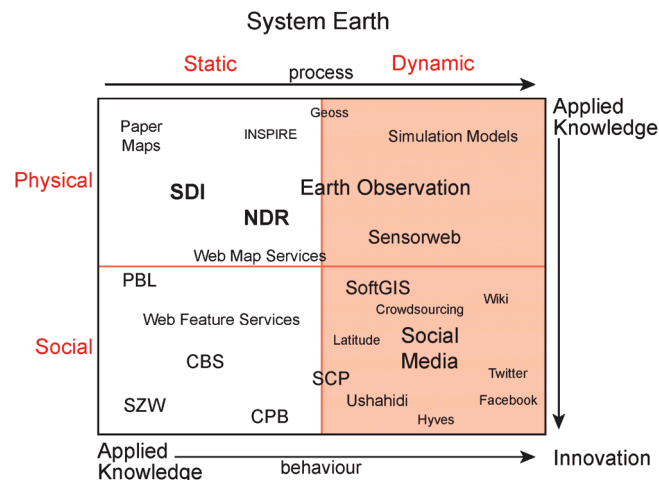 System Earth
Static
process
Dynamic
Applied
Knowledge
Physical
Paper
Maps
INSPIRE
Geoss
Simulation Models
SDI
NDR
Earth Observation
Sensorweb
Web Map Services
Social
PBL
Web Feature Services
CBS
SZW
CPB
SCP
SoftGIS
Crowdsourcing
Wiki
Latitude
Social
Media
Twitter
Ushahidi
Facebook
Hyves
Applied
Knowledge
behaviour
Innovation